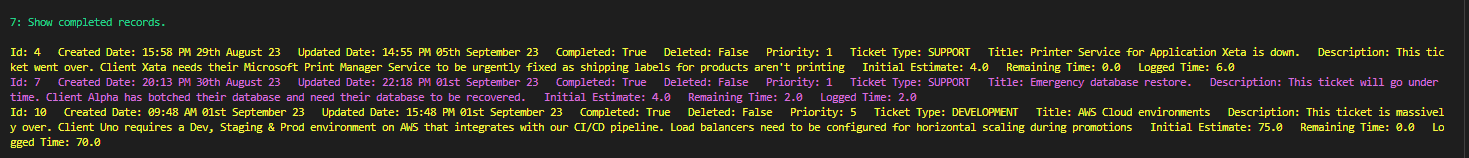 7: Show completed records.
Id: 4   Created Date: 15:58 PM 29th August 23   Updated Date: 14:55 PM 05th September 23   Completed: True   Deleted: False   Priority: 1   Ticket Type: SUPPORT   Title: Printer Service for Application Xeta is down.   Description: This tic
ket went over. Client Xata needs their Microsoft Print Manager Service to be urgently fixed as shipping labels for products aren't printing   Initial Estimate: 4.0   Remaining Time: 0.0   Logged Time: 6.0
Id: 7   Created Date: 20:13 PM 30th August 23   Updated Date: 22:18 PM 01st September 23   Completed: True   Deleted: False   Priority: 1   Ticket Type: SUPPORT   Title: Emergency database restore.   Description: This ticket will go under
time. Client Alpha has botched their database and need their database to be recovered.   Initial Estimate: 4.0   Remaining Time: 2.0   Logged Time: 2.0
Id: 10   Created Date: 09:48 AM 01st September 23   Updated Date: 15:48 PM 01st September 23   Completed: True   Deleted: False   Priority: 5   Ticket Type: DEVELOPMENT   Title: AWS Cloud environments   Description: This ticket is massivel
y over. Client Uno requires a Dev, Staging & Prod environment on AWS that integrates with our CI/CD pipeline. Load balancers need to be configured for horizontal scaling during promotions   Initial Estimate: 75.0   Remaining Time: 0.0   Lo
gged Time: 70.0